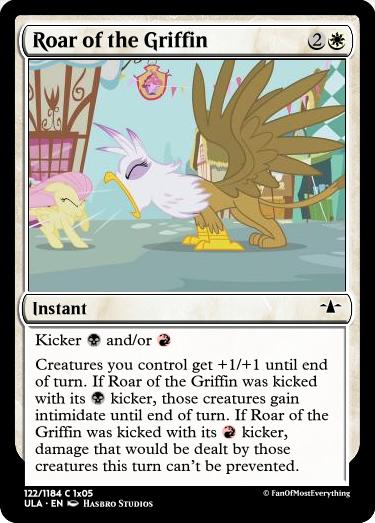 Roar of the Griffin 2
Instant
Kicker and/or
Creatures you control get +1/+1 until end
of turn. If Roar of the Griffin was kicked
with its kicker, those creatures gain
intimidate until end of turn. If Roar of the
Griffin was kicked with its kicker,
damage that would be dealt by those
creatures this turn can't be prevented.
122/1184 C 1x05
ULA • EN Hasbro Studios
© FanOfMostEverything